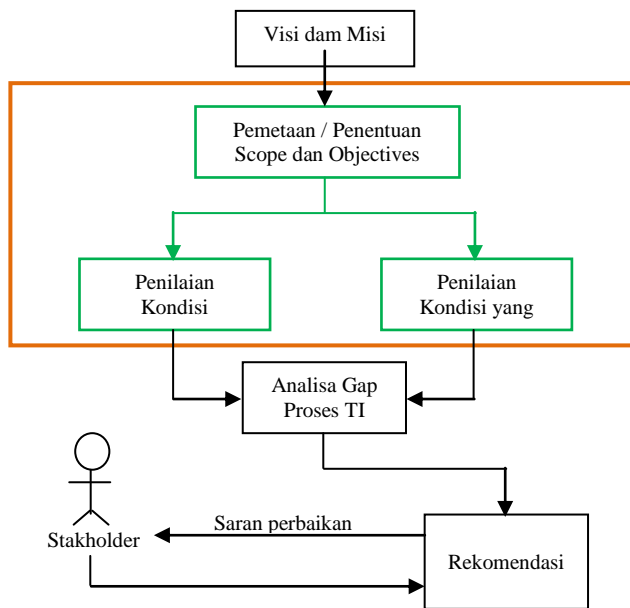 Visi dam Misi
Pemetaan / Penentuan
Scope dan Objectives
Penilaian
Kondisi
Penilaian
Kondisi yang
Analisa Gap
Proses TI
Stakholder
Saran perbaikan
Rekomendasi